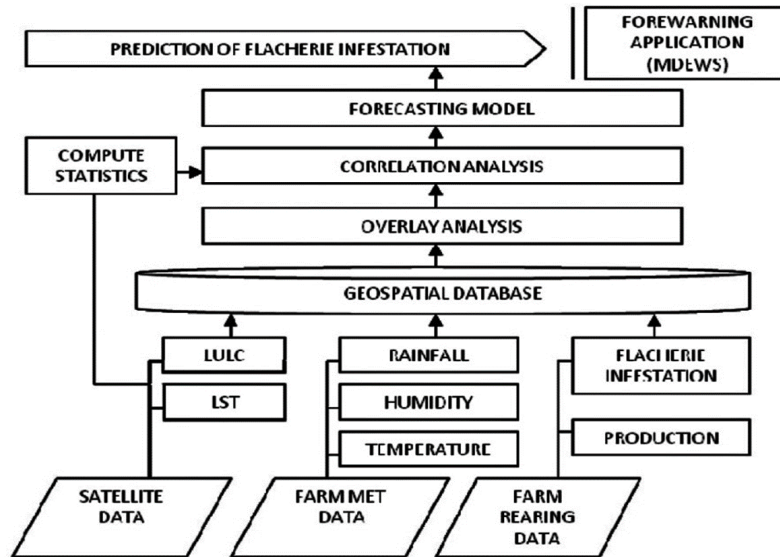 PREDICTION OF FLACHERIE INFESTATION
FOREWARNING
APPLICATION
(MDEWS)
FORECASTING MODEL
COMPUTE
STATISTICS
CORRELATION ANALYSIS
OVERLAY ANALYSIS
GEOSPATIAL DATABASE
LULC
RAINFALL
FLACHERIE
INFESTATION
LST
HUMIDITY
TEMPERATURE
PRODUCTION
SATELLITE
DATA
FARM MET
DATA
FARM
REARING
DATA